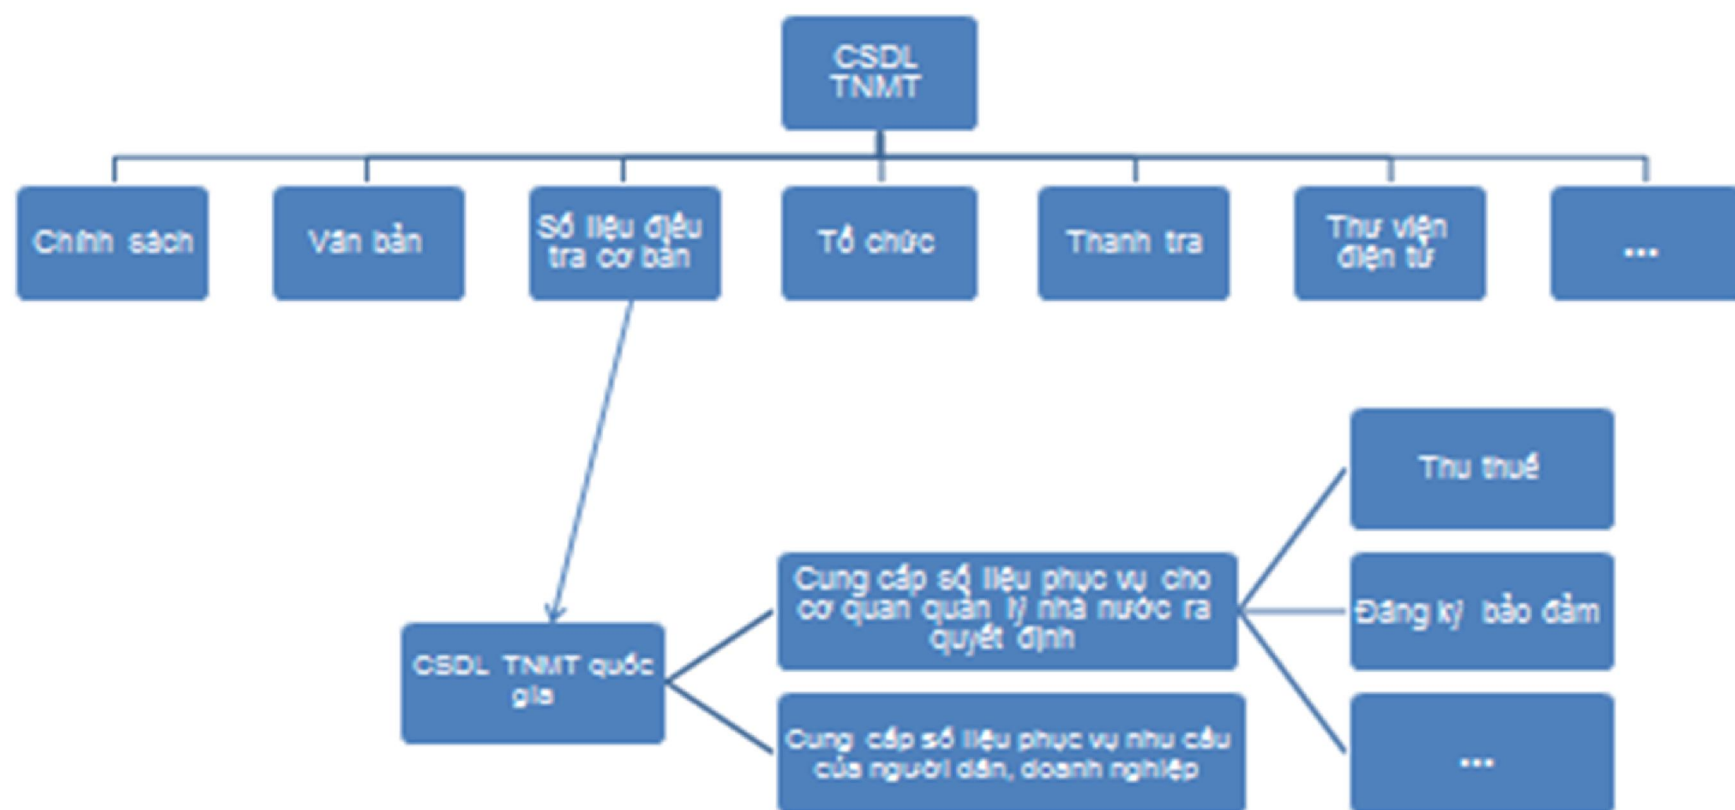 CSDL
TNMT
Chính sách
Văn bản
Số liệu điều
tra cơ bản
Tổ chức
Thanh tra
Thư viện
điện tử
...
Thu thuế
Cung cấp số liệu phục vụ cho
cơ quan quản lý nhà nước ra
quyết định
Đăng ký bảo đảm
CSDL TNMT quốc
gia
Cung cấp số liệu phục vụ nhu cầu
của người dân, doanh nghiệp
...